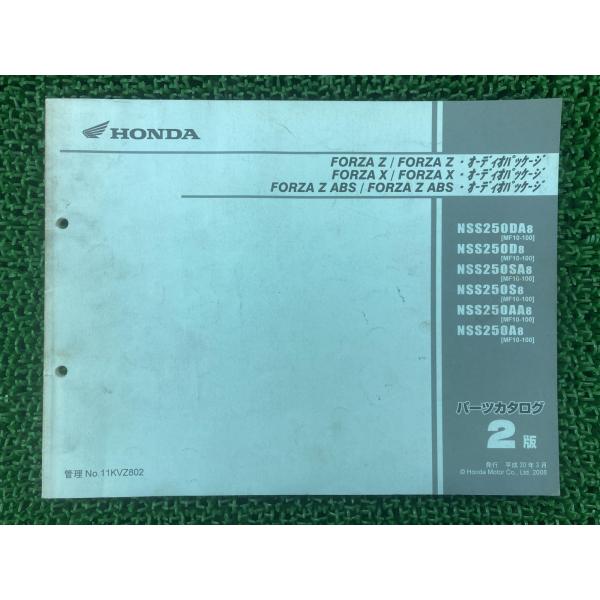 HONDA
FORZA Z / FORZA Z ・ オーディオパッケージ
FORZA X / FORZA X ・ オーディオパッケージ
FORZA Z ABS / FORZA Z ABS ・ オーディオパッケージ
NSS250DA8
[MF10-100]
NSS250D8
[MF10-100]
NSS250SA8
[MF10-100]
NSS250S8
[MF10-100]
NSS250AA8
[MF10-100]
NSS250A8
[MF10-100]
パーツカタログ
2版
発行 平成20年3月
© Honda Motor Co., Ltd. 2008
管理 No.11KVZ802